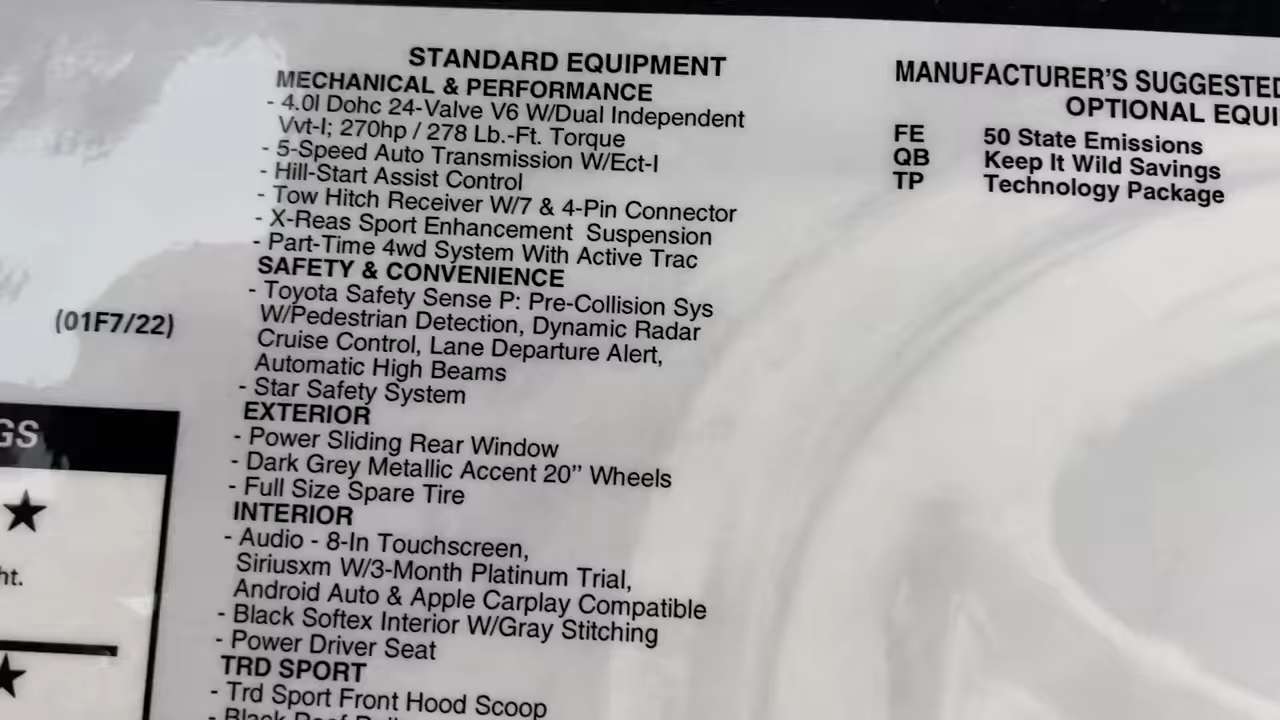 STANDARD EQUIPMENT
MECHANICAL & PERFORMANCE
- 4.0l Dohc 24-Valve V6 W/Dual Independent
Vvt-I; 270hp / 278 Lb.-Ft. Torque
- 5-Speed Auto Transmission W/Ect-I
- Hill-Start Assist Control
- Tow Hitch Receiver W/7 & 4-Pin Connector
- X-Reas Sport Enhancement Suspension
- Part-Time 4wd System With Active Trac
SAFETY & CONVENIENCE
- Toyota Safety Sense P: Pre-Collision Sys
W/Pedestrian Detection, Dynamic Radar
Cruise Control, Lane Departure Alert,
Automatic High Beams
- Star Safety System
EXTERIOR
- Power Sliding Rear Window
- Dark Grey Metallic Accent 20” Wheels
- Full Size Spare Tire
INTERIOR
- Audio - 8-In Touchscreen,
Siriusxm W/3-Month Platinum Trial,
Android Auto & Apple Carplay Compatible
- Black Softex Interior W/Gray Stitching
- Power Driver Seat
TRD SPORT
- Trd Sport Front Hood Scoop
- Black Roof
MANUFACTURER’S SUGGESTED
OPTIONAL EQUI
FE 50 State Emissions
QB Keep It Wild Savings
TP Technology Package
(01F7/22)
GS
ht.